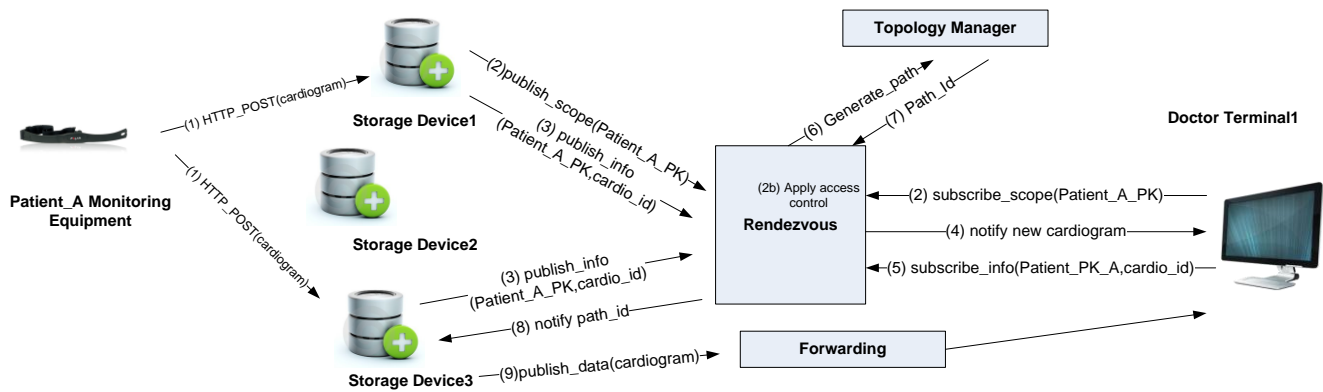 Topology Manager
(1) HTTP_POST(cardiogram)
Storage Device1
(2)publish_scope(Patient_A_PK)
(3) publish_info
(Patient_A_PK,cardio_id)
(6) Generate_path
(7) Path_Id
Doctor Terminal1
Patient_A Monitoring
Equipment
(1) HTTP_POST(cardiogram)
Storage Device2
(2b) Apply access
control
Rendezvous
(2) subscribe_scope(Patient_A_PK)
(4) notify new cardiogram
(5) subscribe_info(Patient_PK_A,cardio_id)
(3) publish_info
(Patient_A_PK,cardio_id)
(8) notify path_id
Storage Device3
(9)publish_data(cardiogram)
Forwarding